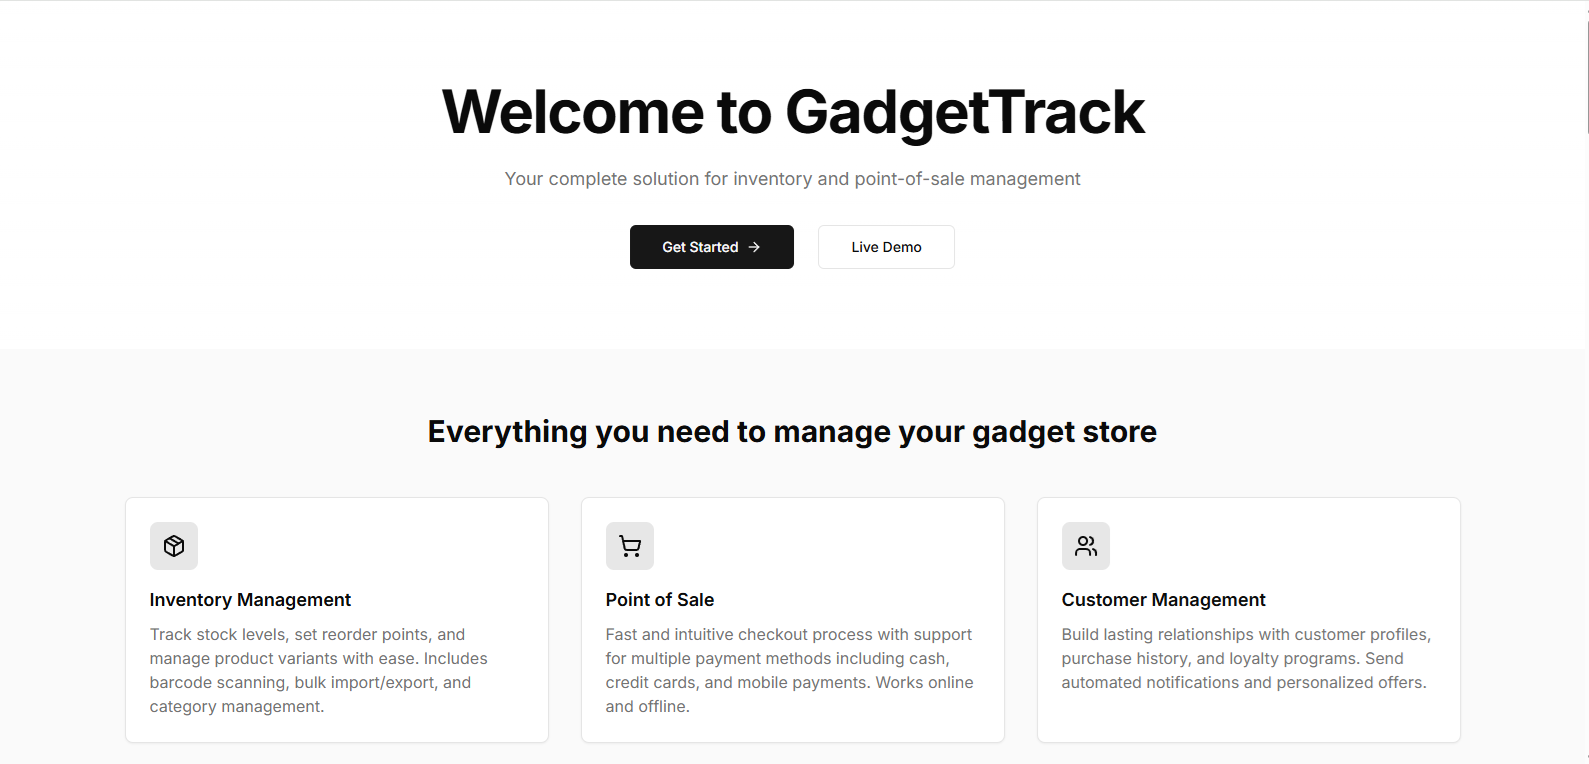 Welcome to GadgetTrack
Your complete solution for inventory and point-of-sale management
Get Started →
Live Demo
Everything you need to manage your gadget store
Inventory Management
Track stock levels, set reorder points, and
manage product variants with ease. Includes
barcode scanning, bulk import/export, and
category management.
Point of Sale
Fast and intuitive checkout process with support
for multiple payment methods including cash,
credit cards, and mobile payments. Works online
and offline.
Customer Management
Build lasting relationships with customer profiles,
purchase history, and loyalty programs. Send
automated notifications and personalized offers.